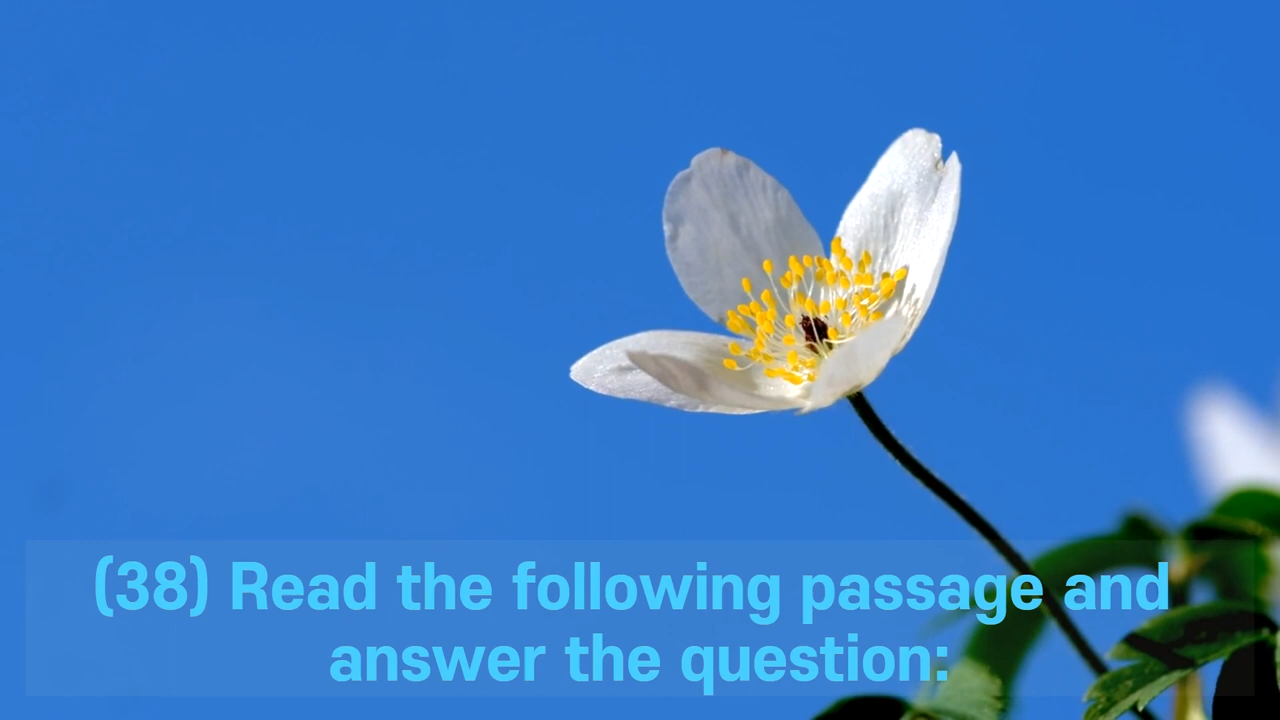 (38) Read the following passage and
answer the question: